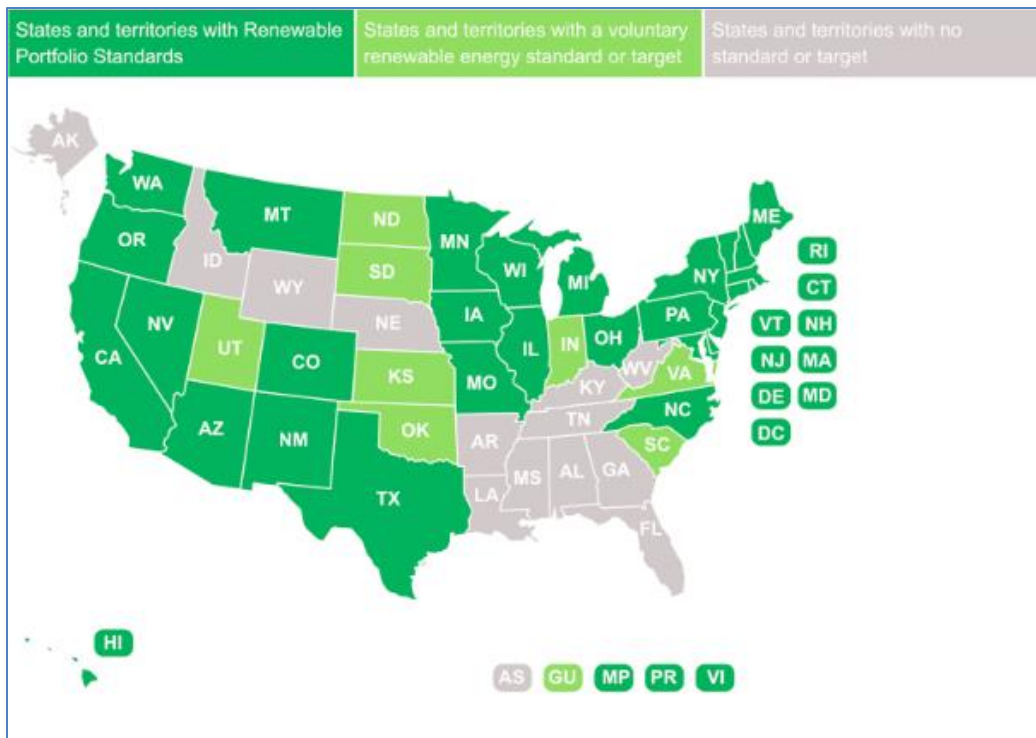 States and territories with Renewable
Portfolio Standards
States and territories with a voluntary
renewable energy standard or target
States and territories with no
standard or target
AK
WA
MT
ND
MN
ME
OR
ID
SD
WI
MI
NY
RI
WY
CT
NV
NE
IA
PA
VT
NH
CA
UT
CO
IL
IN
OH
NJ
MA
KS
MO
WV
VA
KY
DE
MD
AZ
NM
OK
AR
TN
NC
DC
SC
TX
MS
AL
GA
LA
FL
HI
AS
GU
MP
PR
VI